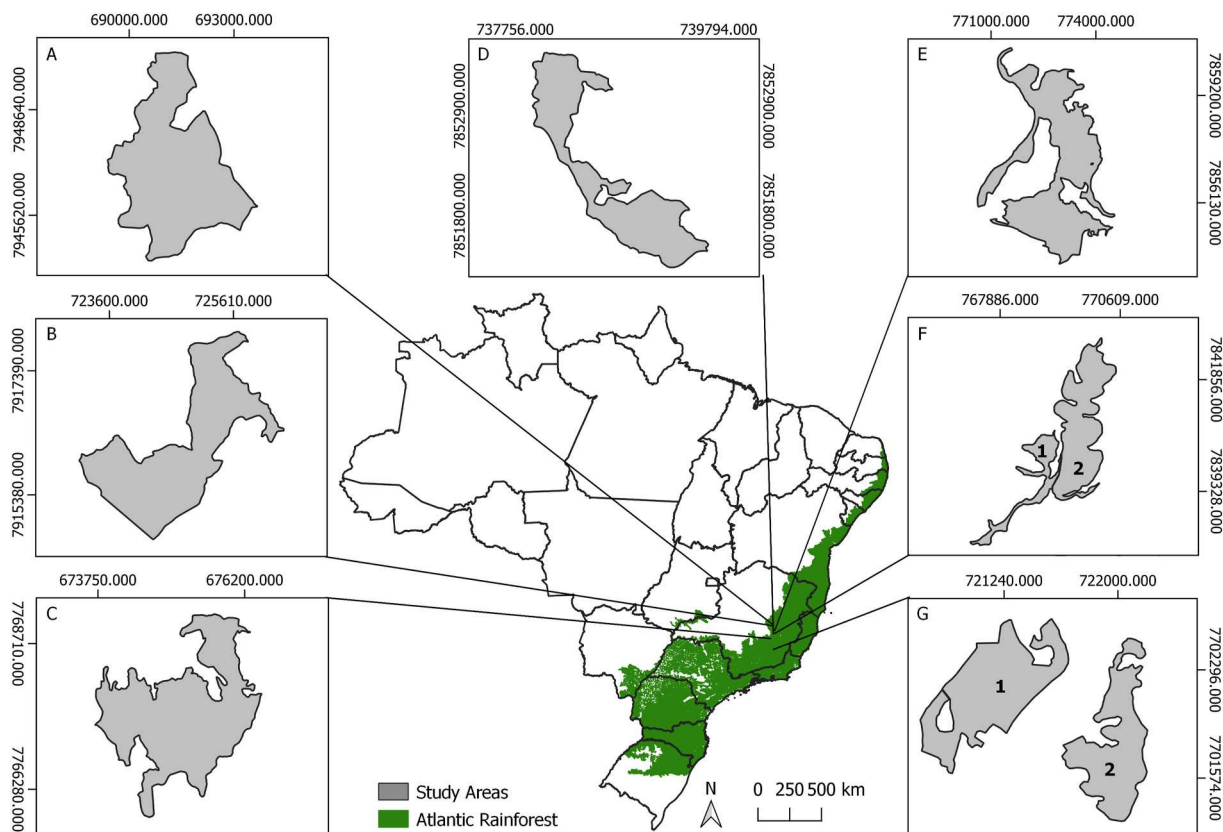 690000.000 693000.000
A
7948640.000
7945620.000
737756.000 739794.000
D
7852900.000
7851800.000
7852900.000
7851800.000
771000.000 774000.000
E
7859200.000
7856130.000
723600.000 725610.000
B
7917390.000
7915380.000
767886.000 770609.000
F
7841856.000
7839328.000
1
2
673750.000 676200.000
C
7768710.000
7766280.000
721240.000 722000.000
G
7702296.000
7701574.000
1
2
Study Areas
Atlantic Rainforest
N
0 250 500 km